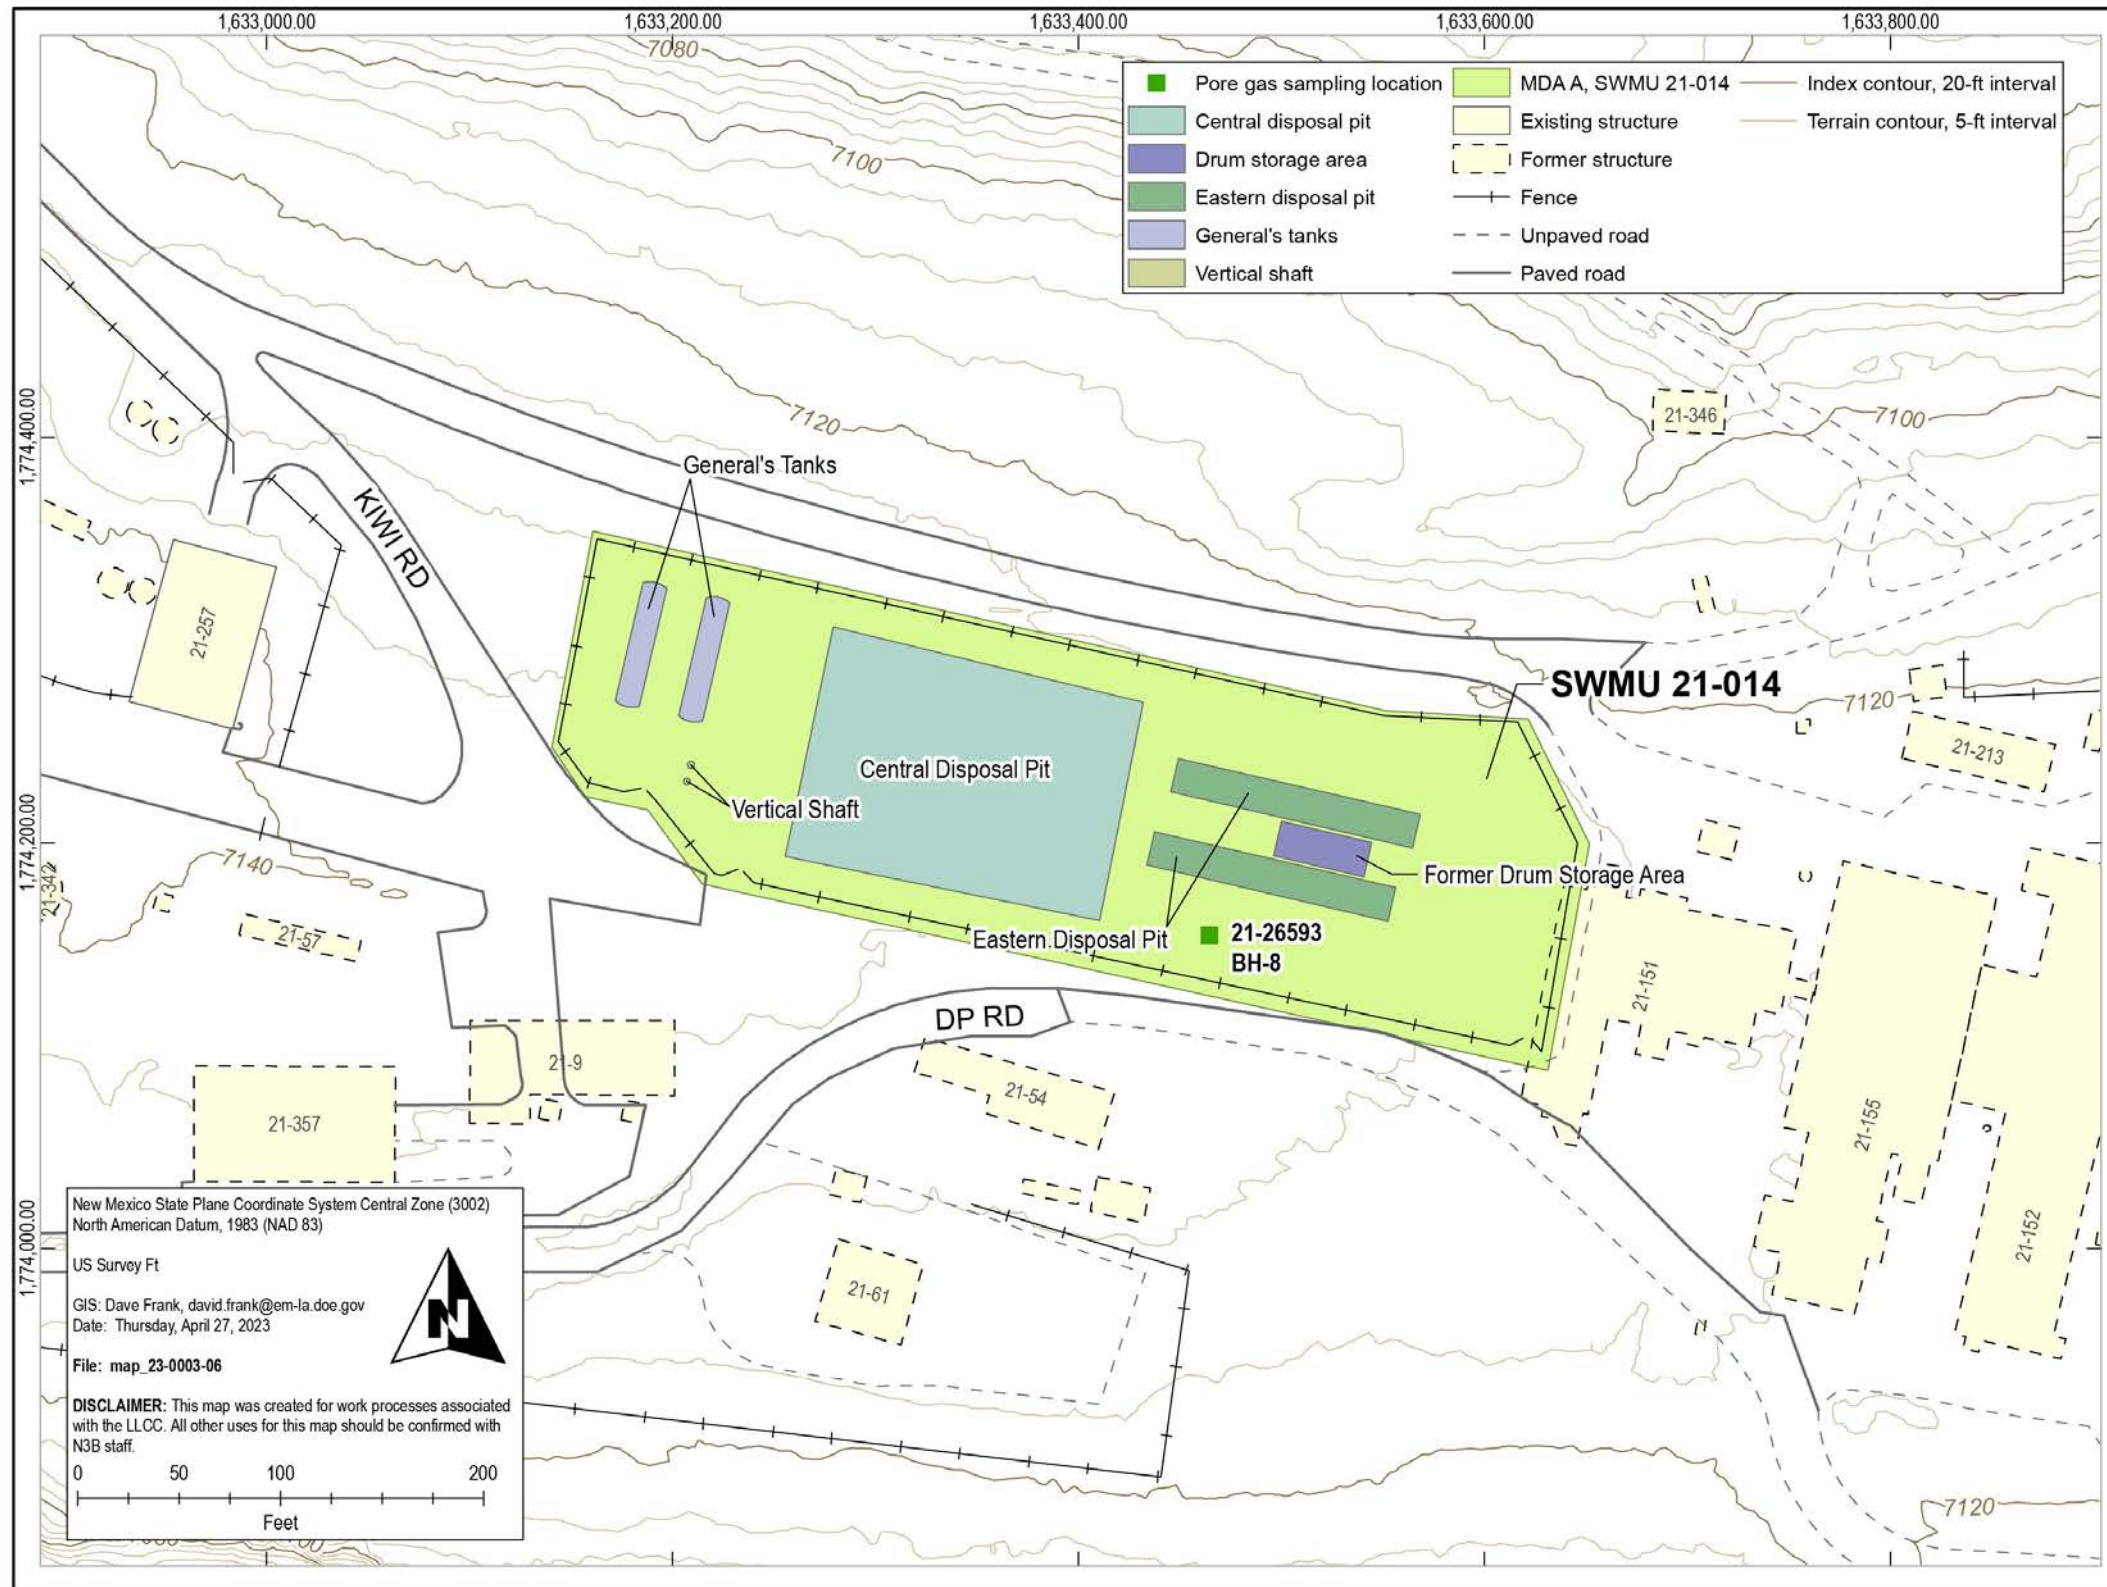 1,633,000.00
1,633,200.00
1,633,400.00
1,633,600.00
1,633,800.00
1,774,400.00
1,774,200.00
1,774,000.00
Pore gas sampling location
Central disposal pit
Drum storage area
Eastern disposal pit
General's tanks
Vertical shaft
MDA A, SWMU 21-014
Existing structure
Former structure
Fence
Unpaved road
Paved road
Index contour, 20-ft interval
Terrain contour, 5-ft interval
7080
7100
7120
21-346
7100
General's Tanks
KIWI RD
21-257
SWMU 21-014
7120
21-213
Central Disposal Pit
Vertical Shaft
7140
21-342
21-57
Former Drum Storage Area
Eastern Disposal Pit
21-26593
BH-8
21-151
DP RD
21-9
21-54
21-357
21-155
21-152
21-61
7120
New Mexico State Plane Coordinate System Central Zone (3002)
North American Datum, 1983 (NAD 83)
US Survey Ft
GIS: Dave Frank, david.frank@em-la.doe.gov
Date: Thursday, April 27, 2023
N
File: map_23-0003-06
DISCLAIMER: This map was created for work processes associated
with the LLCC. All other uses for this map should be confirmed with
N3B staff.
0 50 100 200
Feet